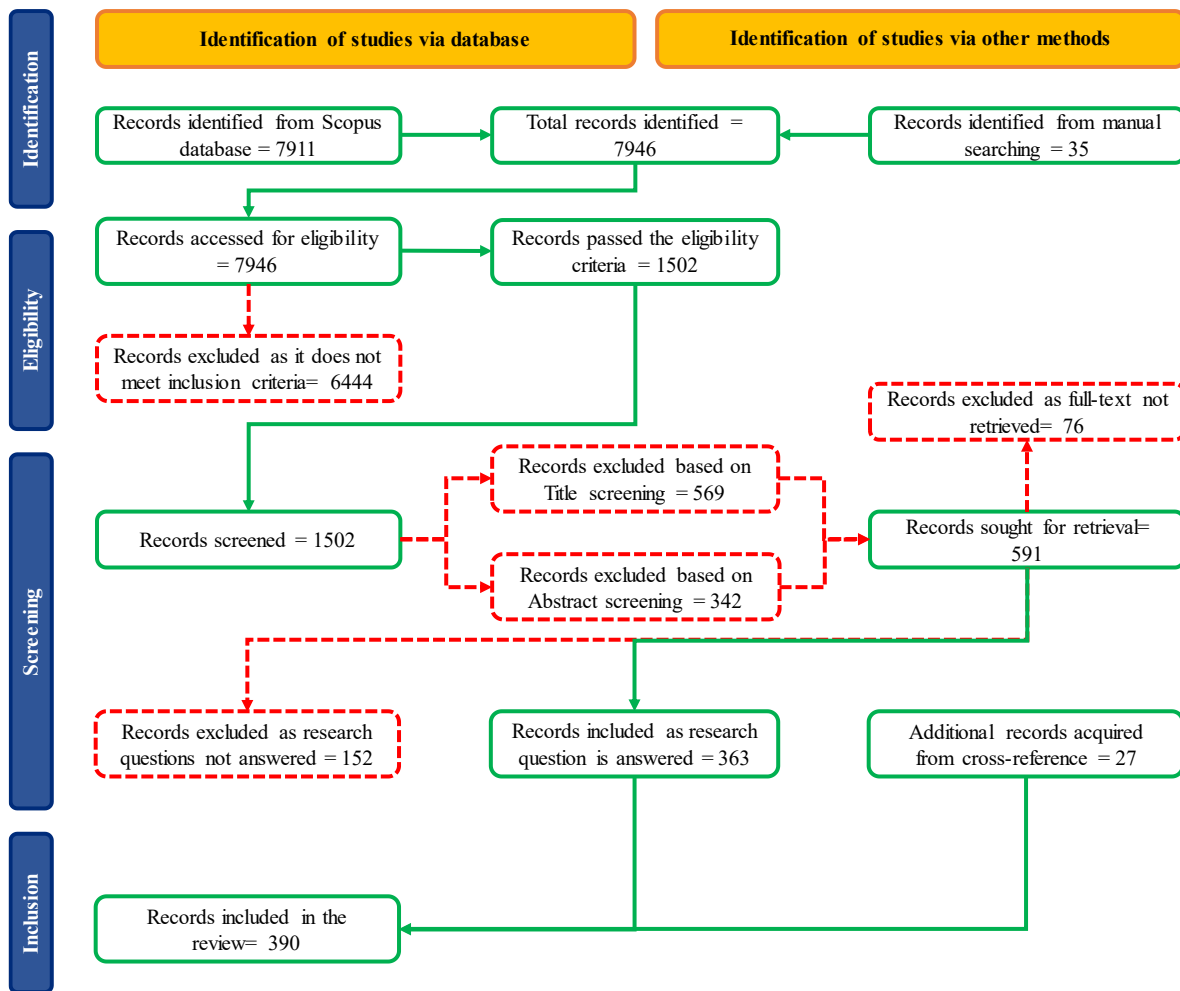 Identification of studies via database
Identification of studies via other methods
Identification
Records identified from Scopus
database = 7911
Total records identified =
7946
Records identified from manual
searching = 35
Eligibility
Records accessed for eligibility
= 7946
Records passed the eligibility
criteria = 1502
Records excluded as it does not
meet inclusion criteria= 6444
Records excluded as full-text not
retrieved= 76
Screening
Records excluded based on
Title screening = 569
Records screened = 1502
Records sought for retrieval=
591
Records excluded based on
Abstract screening = 342
Records excluded as research
questions not answered = 152
Records included as research
question is answered = 363
Additional records acquired
from cross-reference = 27
Inclusion
Records included in the
review= 390